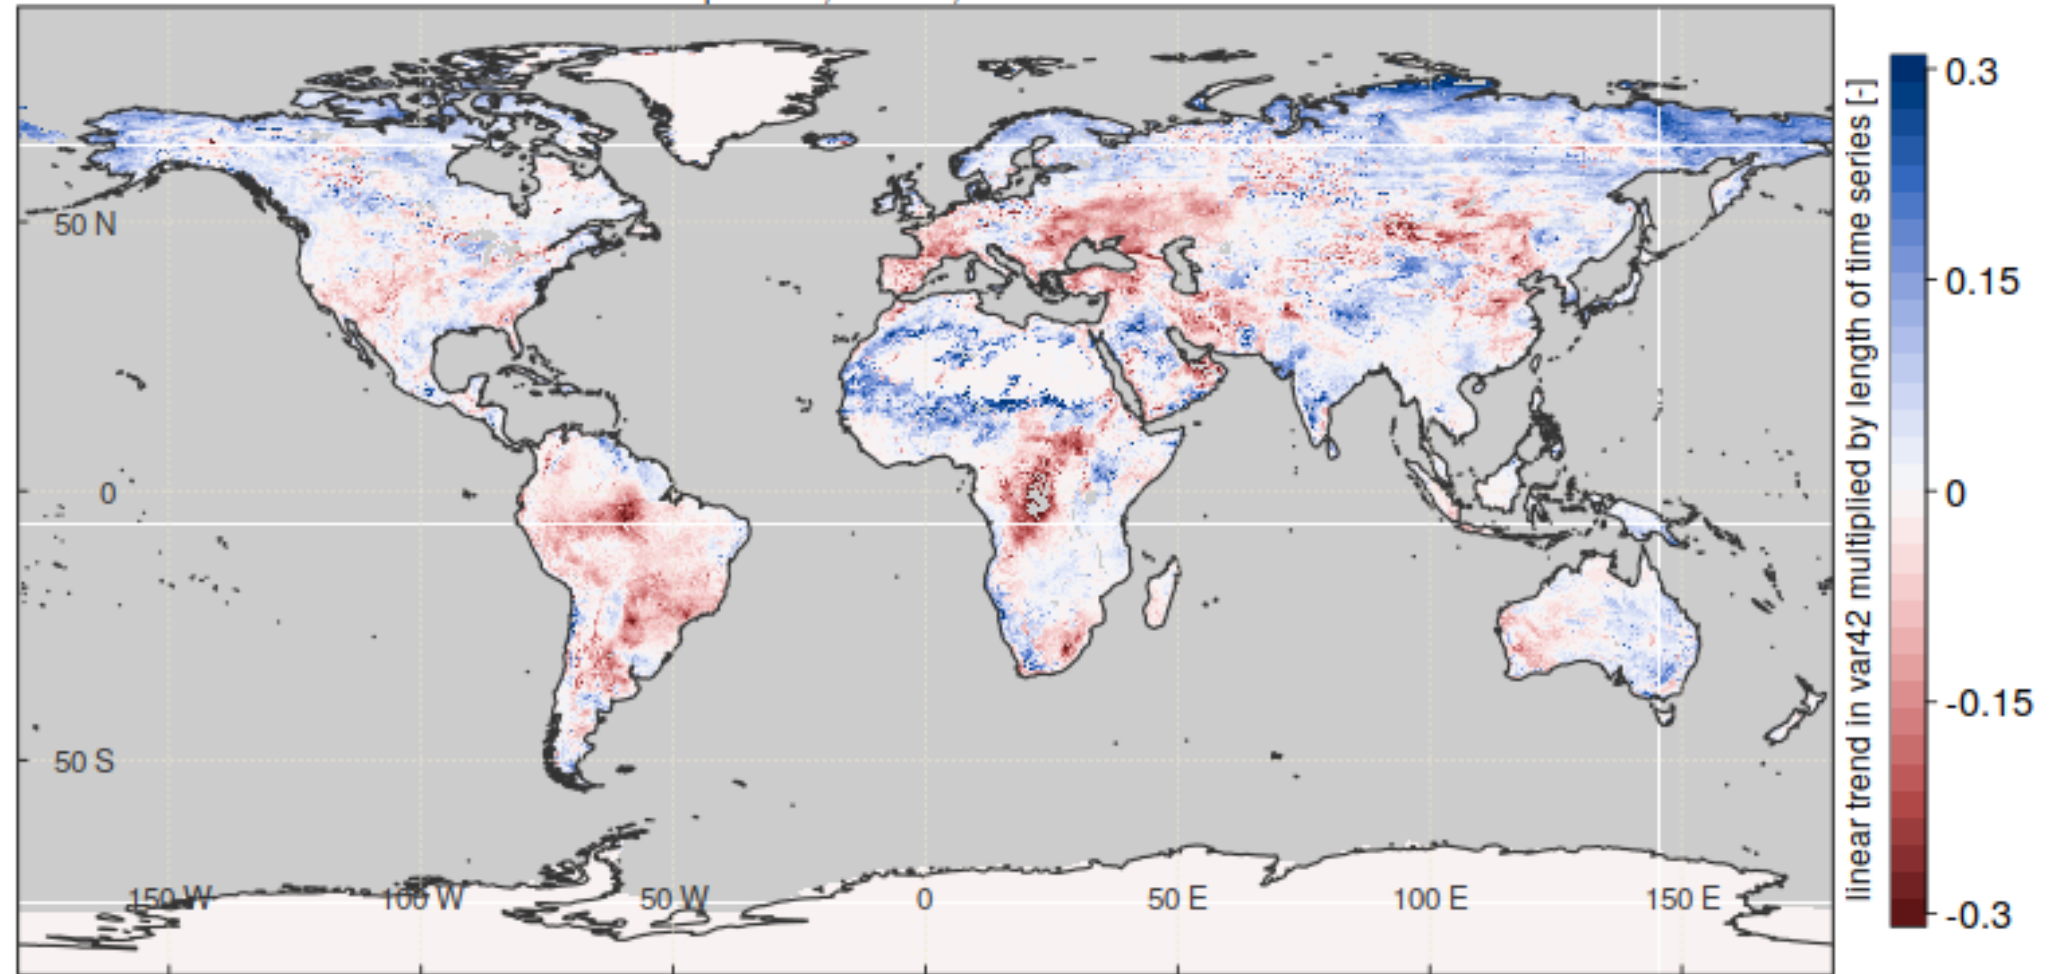 50 N
0
50 S
150 W
100 W
50 W
0
50 E
100 E
150 E
linear trend in var42 multiplied by length of time series [-]
0.3
0.15
0
-0.15
-0.3